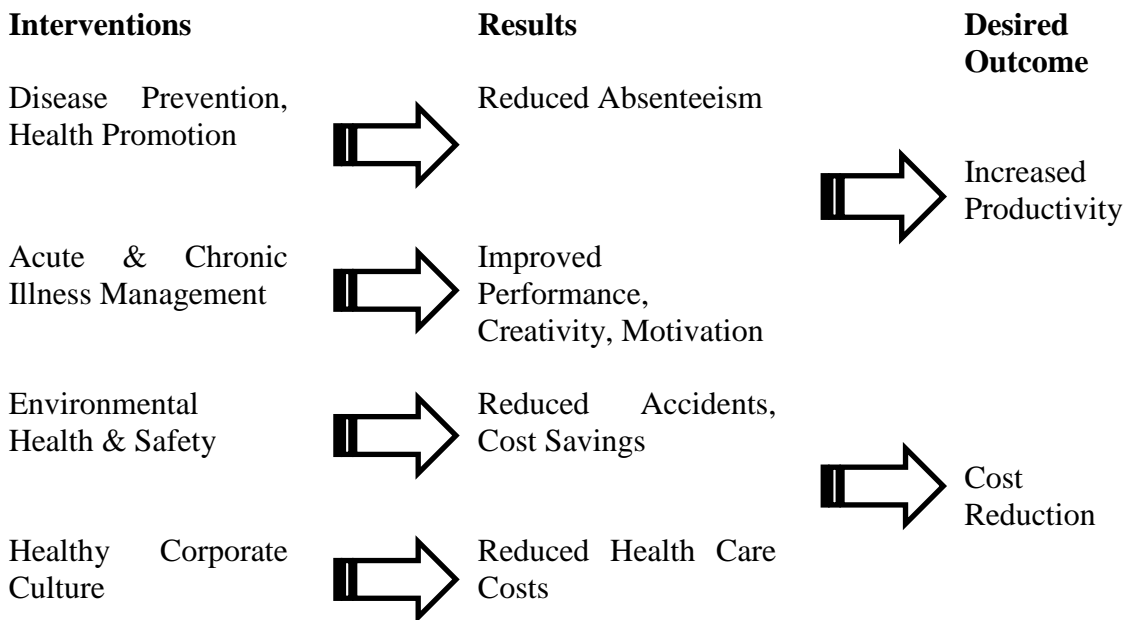 Interventions
Results
Desired
Outcome
Disease Prevention,
Health Promotion
Reduced Absenteeism
Increased
Productivity
Acute & Chronic
Illness Management
Improved
Performance,
Creativity, Motivation
Environmental
Health & Safety
Reduced Accidents,
Cost Savings
Cost
Reduction
Healthy Corporate
Culture
Reduced Health Care
Costs